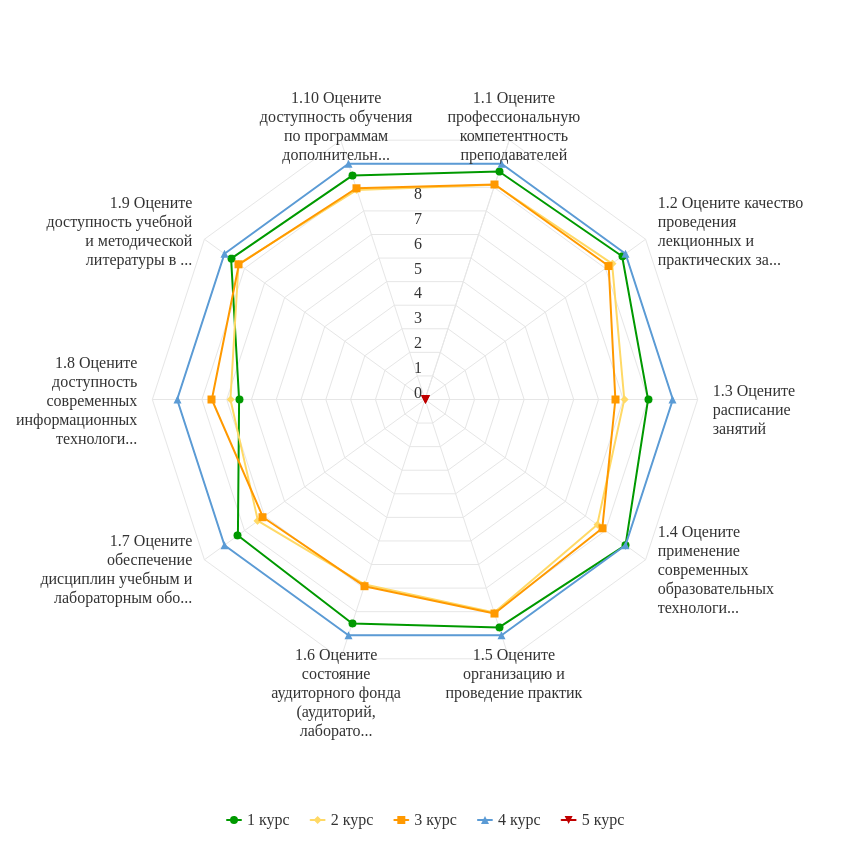 1.10 Оцените
доступность обучения
по программам
дополнительн...
1.1 Оцените
профессиональную
компетентность
преподавателей
1.9 Оцените
доступность учебной
и методической
литературы в ...
1.2 Оцените качество
проведения
лекционных и
практических за...
8
7
6
5
4
3
2
1
0
1.8 Оцените
доступность
современных
информационных
технологи...
1.3 Оцените
расписание
занятий
1.7 Оцените
обеспечение
дисциплин учебным и
лабораторным обо...
1.4 Оцените
применение
современных
образовательных
технологи...
1.6 Оцените
состояние
аудиторного фонда
(аудиторий,
лаборато...
1.5 Оцените
организацию и
проведение практик
1 курс 2 курс 3 курс 4 курс 5 курс